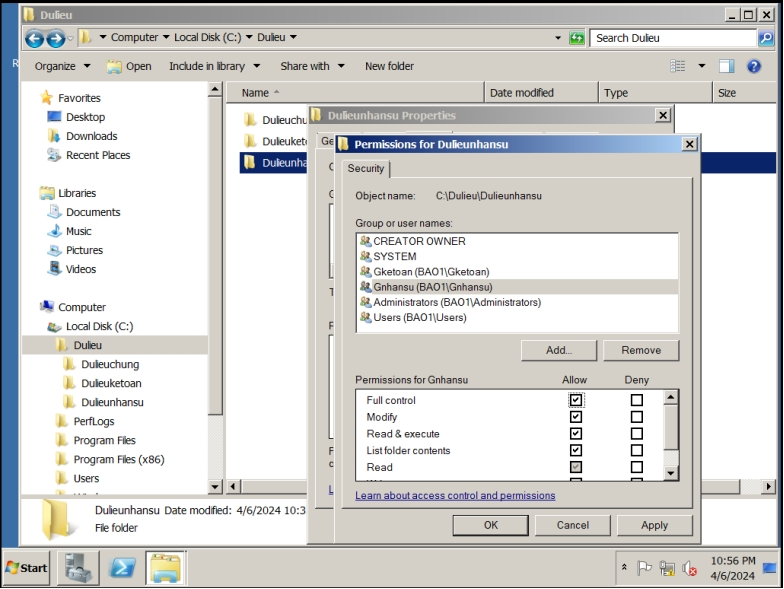 Dulieu
Computer Local Disk (C:) Dulieu
Search Dulieu
Organize Open Include in library Share with New folder
Favorites
Desktop
Downloads
Recent Places
Libraries
Documents
Music
Pictures
Videos
Computer
Local Disk (C:)
Dulieu
Dulieuchung
Dulieuketoan
Dulieunhansu
PerfLogs
Program Files
Program Files (x86)
Users
Name Date modified Type Size
Dulieuchu
Dulieuketo
Dulieunha
Dulieunhansu Properties
Ge
Permissions for Dulieunhansu
Security
Object name: C:\Dulieu\Dulieunhansu
Group or user names:
CREATOR OWNER
SYSTEM
Gketoan (BAO1\Gketoan)
Gnhansu (BAO1\Gnhansu)
Administrators (BAO1\Administrators)
Users (BAO1\Users)
Add... Remove
Permissions for Gnhansu Allow Deny
Full control
Modify
Read & execute
List folder contents
Read
Learn about access control and permissions
OK Cancel Apply
Dulieunhansu Date modified: 4/6/2024 10:3
File folder
Start
10:56 PM
4/6/2024